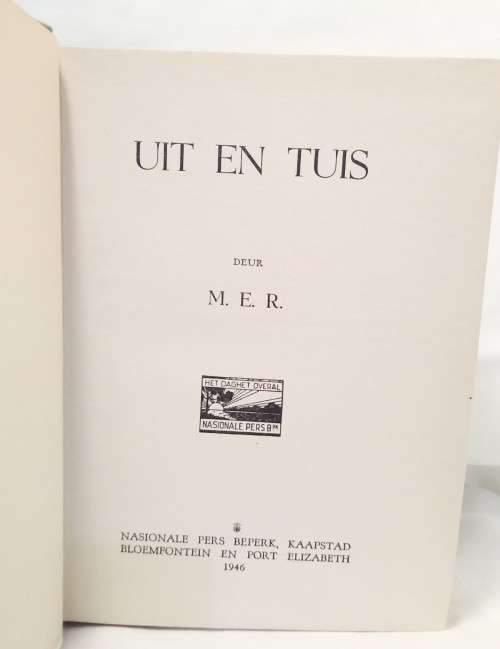 UIT EN TUIS
DEUR
M. E. R.
HET DAGHET OVERAL
NASIONALE PERS BPK
NASIONALE PERS BEPERK, KAAPSTAD
BLOEMFONTEIN EN PORT ELIZABETH
1946